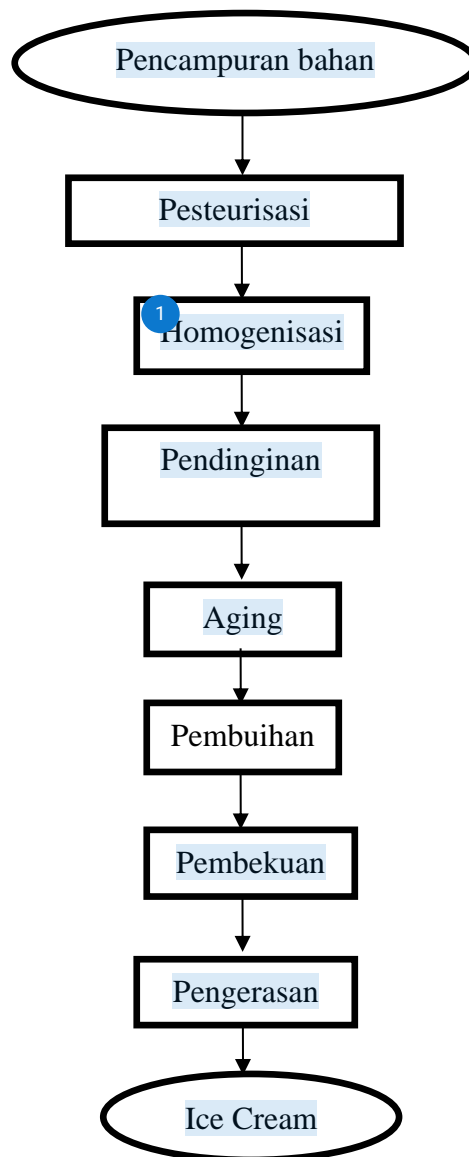 Pencampuran bahan
Pesteurisasi
1
Homogenisasi
Pendinginan
Aging
Pembuihan
Pembekuan
Pengerasan
Ice Cream